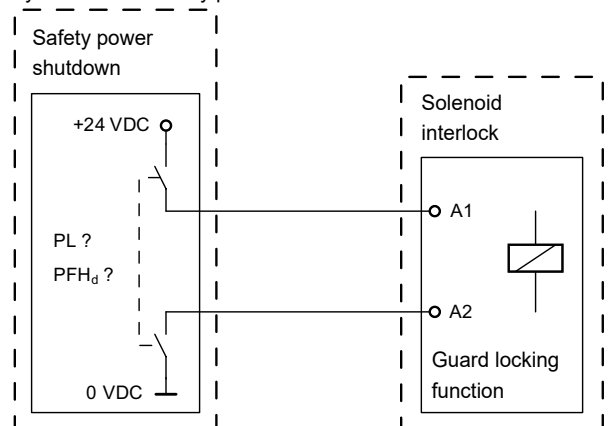 Safety power
shutdown
+24 VDC
PL ?
PFHd ?
0 VDC
Solenoid
interlock
A1
A2
Guard locking
function